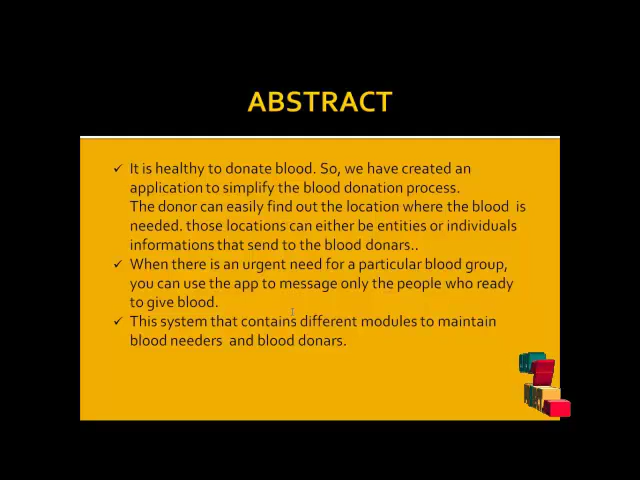 ABSTRACT
✓ It is healthy to donate blood. So, we have created an
application to simplify the blood donation process.
The donor can easily find out the location where the blood is
needed. those locations can either be entities or individuals
informations that send to the blood donars..
✓ When there is an urgent need for a particular blood group,
you can use the app to message only the people who ready
to give blood.
✓ This system that contains different modules to maintain
blood needers and blood donars.